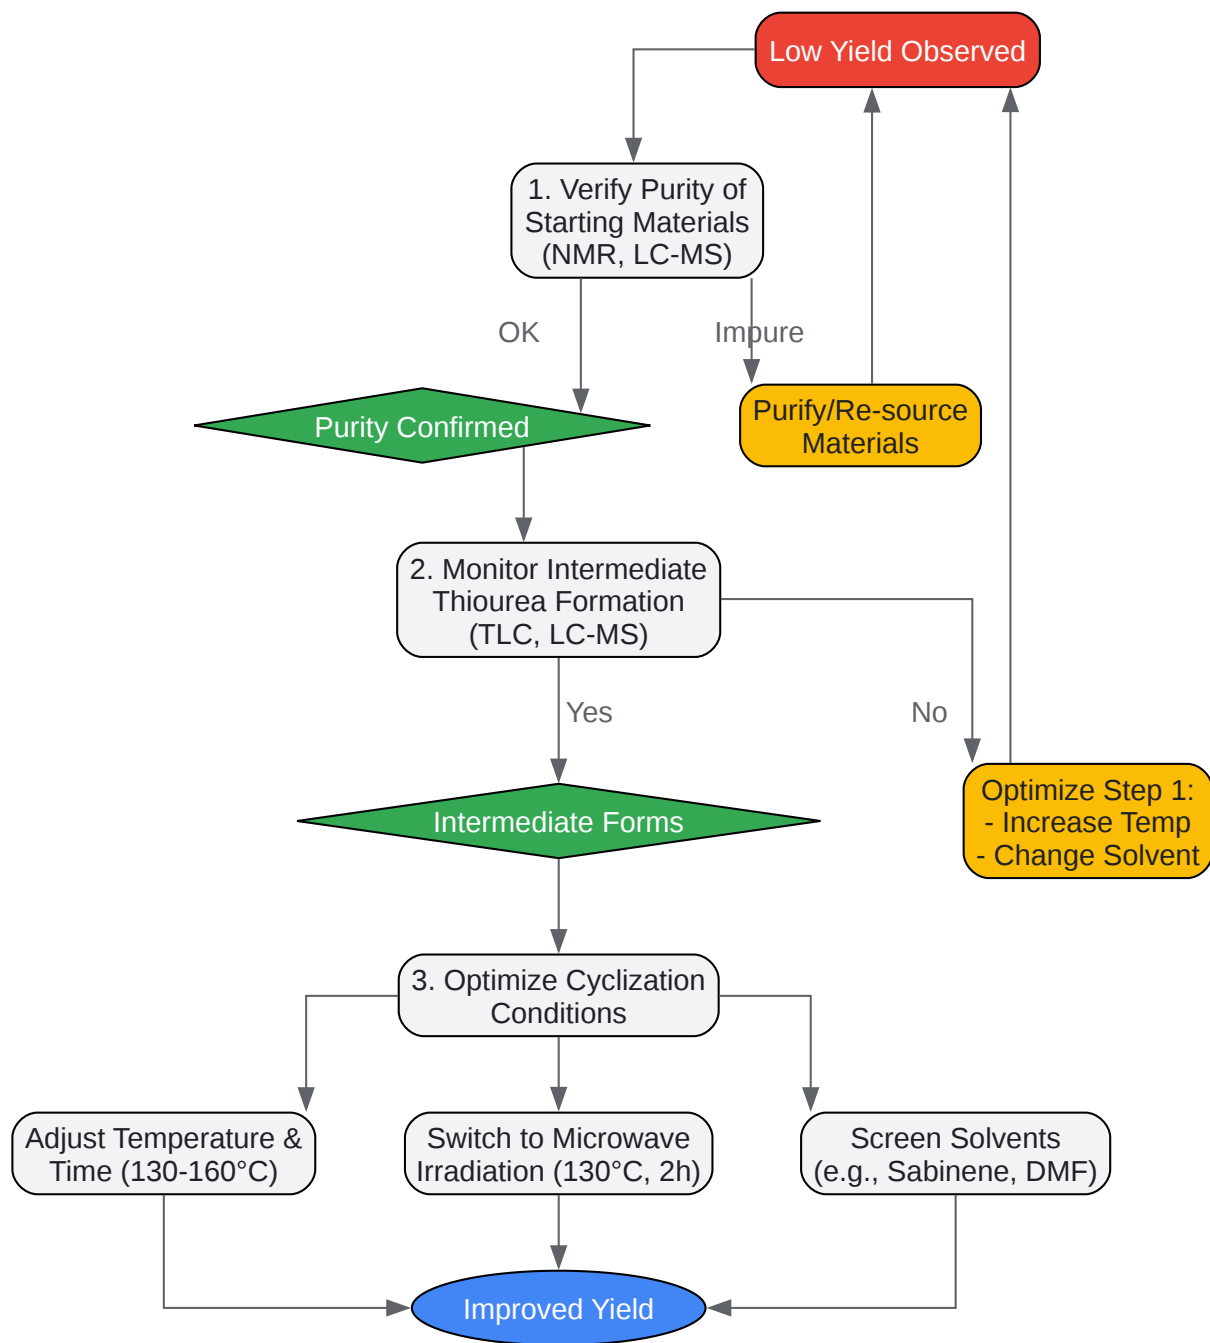 Low Yield Observed
1. Verify Purity of
Starting Materials
(NMR, LC-MS)
OK
Impure
Purify/Re-source
Materials
Purity Confirmed
2. Monitor Intermediate
Thiourea Formation
(TLC, LC-MS)
Yes
No
Optimize Step 1:
- Increase Temp
- Change Solvent
Intermediate Forms
3. Optimize Cyclization
Conditions
Adjust Temperature &
Time (130-160°C)
Switch to Microwave
Irradiation (130°C, 2h)
Screen Solvents
(e.g., Sabinene, DMF)
Improved Yield